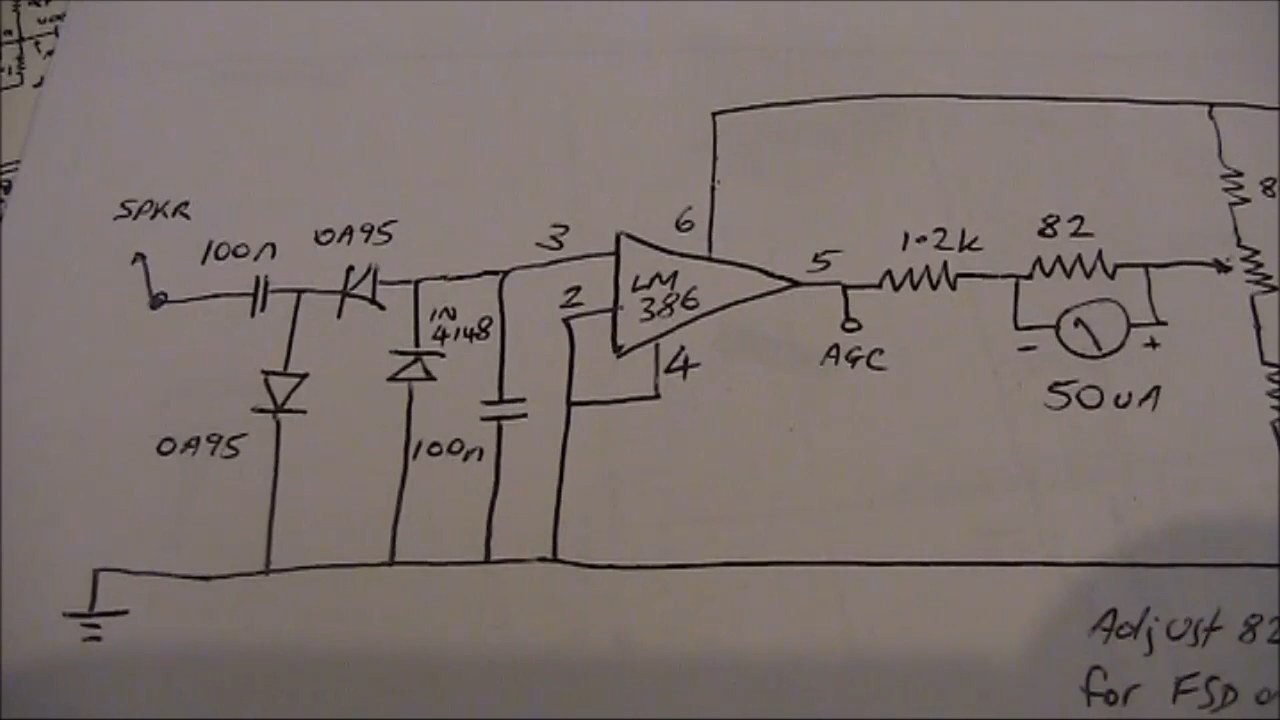 SPKR
100n
OA95
3
6
8
2
LM
386
5
1.2k
82
1N
4148
4
AGC
-
+
50uA
OA95
100n
Adjust 82
for FSD o